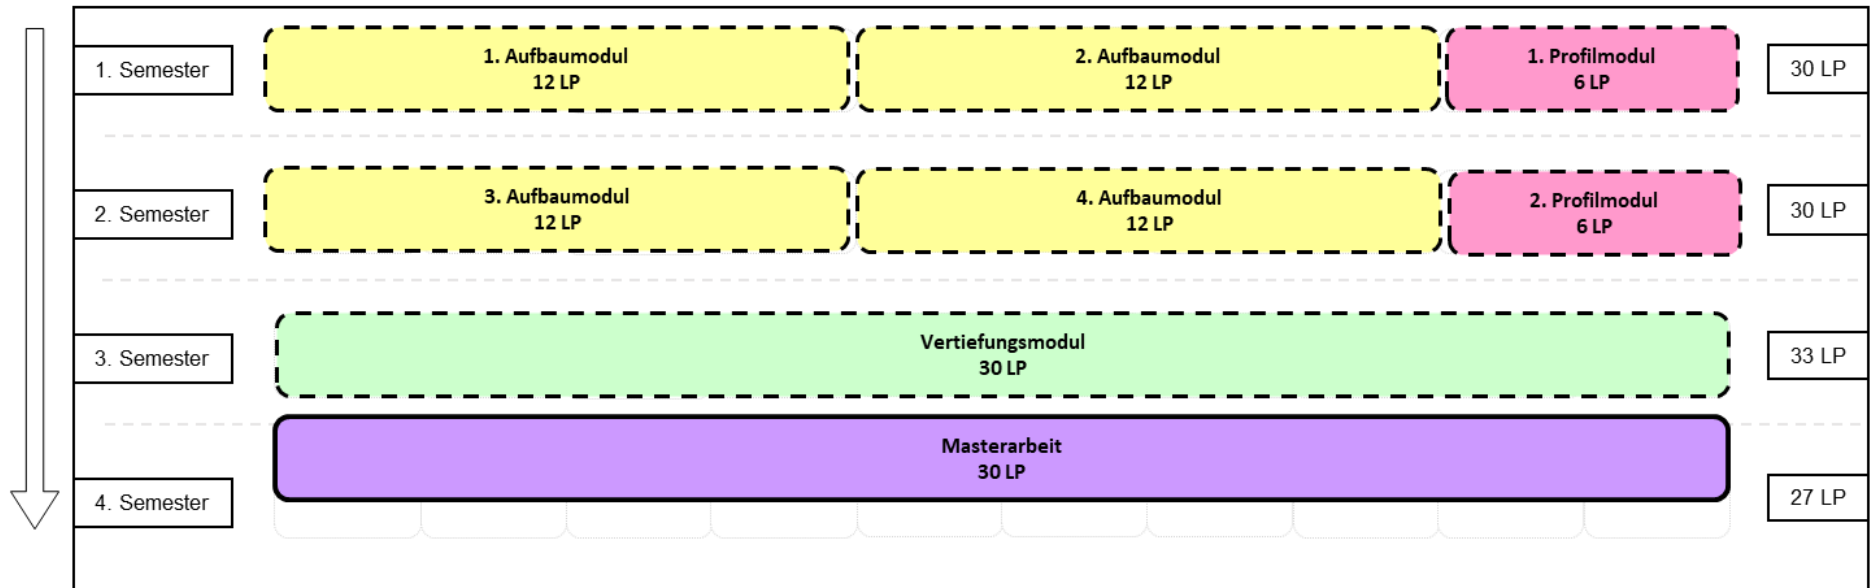 1. Semester
1. Aufbaumodul
12 LP
2. Aufbaumodul
12 LP
1. Profilmodul
6 LP
30 LP
2. Semester
3. Aufbaumodul
12 LP
4. Aufbaumodul
12 LP
2. Profilmodul
6 LP
30 LP
3. Semester
Vertiefungsmodul
30 LP
33 LP
4. Semester
Masterarbeit
30 LP
27 LP